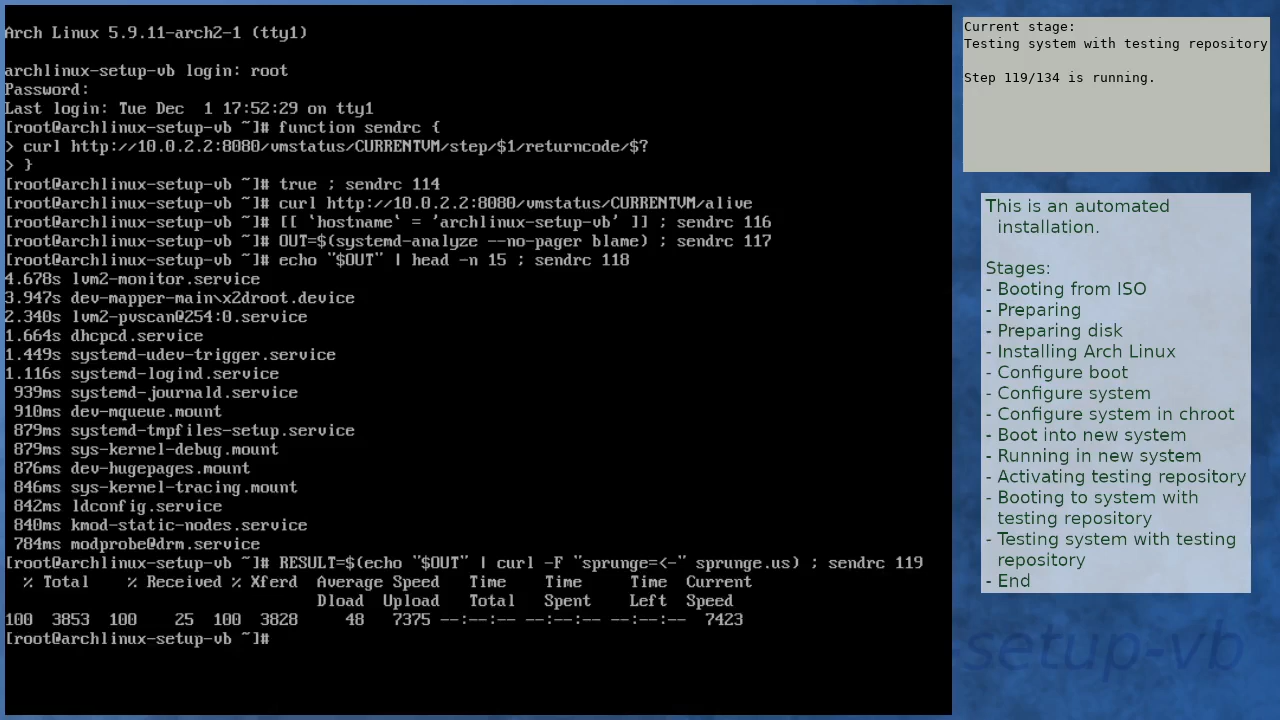 Arch Linux 5.9.11-arch2-1 (tty1)
archlinux-setup-vb login: root
Password:
Last login: Tue Dec  1 17:52:29 on tty1
[root@archlinux-setup-vb ~]# function sendrc {
> curl http://10.0.2.2:8080/vmstatus/CURRENTVM/step/$1/returncode/$?
> }
[root@archlinux-setup-vb ~]# true ; sendrc 114
[root@archlinux-setup-vb ~]# curl http://10.0.2.2:8080/vmstatus/CURRENTVM/alive
[root@archlinux-setup-vb ~]# [[ `hostname` = 'archlinux-setup-vb' ]] ; sendrc 116
[root@archlinux-setup-vb ~]# OUT=$(systemd-analyze --no-pager blame) ; sendrc 117
[root@archlinux-setup-vb ~]# echo "$OUT" | head -n 15 ; sendrc 118
4.678s lvm2-monitor.service
3.947s dev-mapper-main\x2droot.device
2.340s lvm2-pvscan@254:0.service
1.664s dhcpcd.service
1.449s systemd-udev-trigger.service
1.116s systemd-logind.service
 939ms systemd-journald.service
 910ms dev-mqueue.mount
 879ms systemd-tmpfiles-setup.service
 879ms sys-kernel-debug.mount
 876ms dev-hugepages.mount
 846ms sys-kernel-tracing.mount
 842ms ldconfig.service
 840ms kmod-static-nodes.service
 784ms modprobe@drm.service
[root@archlinux-setup-vb ~]# RESULT=$(echo "$OUT" | curl -F "sprunge=<-" sprunge.us) ; sendrc 119
  % Total    % Received % Xferd  Average Speed   Time    Time     Time  Current
                                 Dload  Upload   Total   Spent    Left  Speed
100  3853  100    25  100  3828     48   7375 --:--:-- --:--:-- --:--:--  7423
[root@archlinux-setup-vb ~]#
Current stage:
Testing system with testing repository
Step 119/134 is running.
This is an automated
installation.
Stages:
- Booting from ISO
- Preparing
- Preparing disk
- Installing Arch Linux
- Configure boot
- Configure system
- Configure system in chroot
- Boot into new system
- Running in new system
- Activating testing repository
- Booting to system with
testing repository
- Testing system with testing
repository
- End
setup-vb